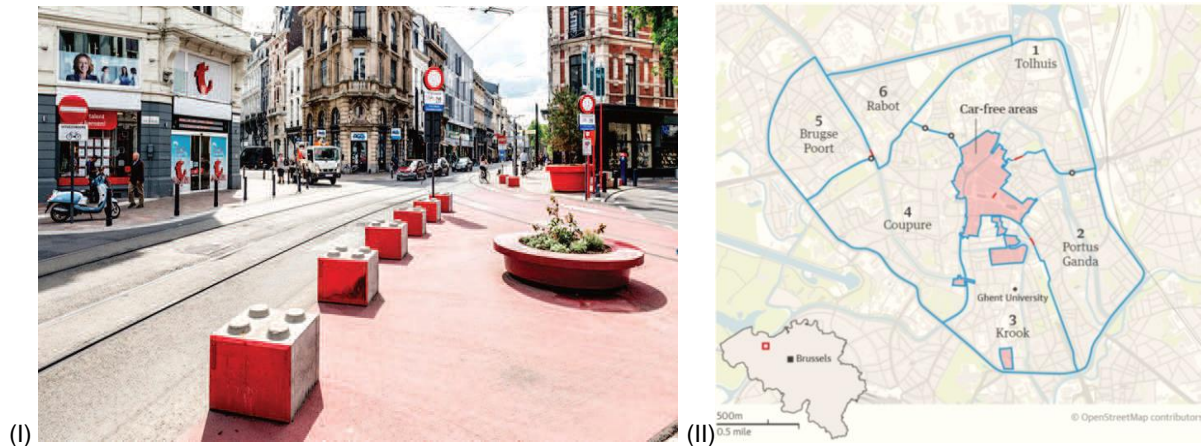 (I)
1
Tolhuis
6
Rabot
Car-free areas
5
Brugse
Poort
4
Coupure
2
Portus
Ganda
Ghent University
3
Krook
Brussels
500m
0.5 mile
© OpenStreetMap contributors
(II)